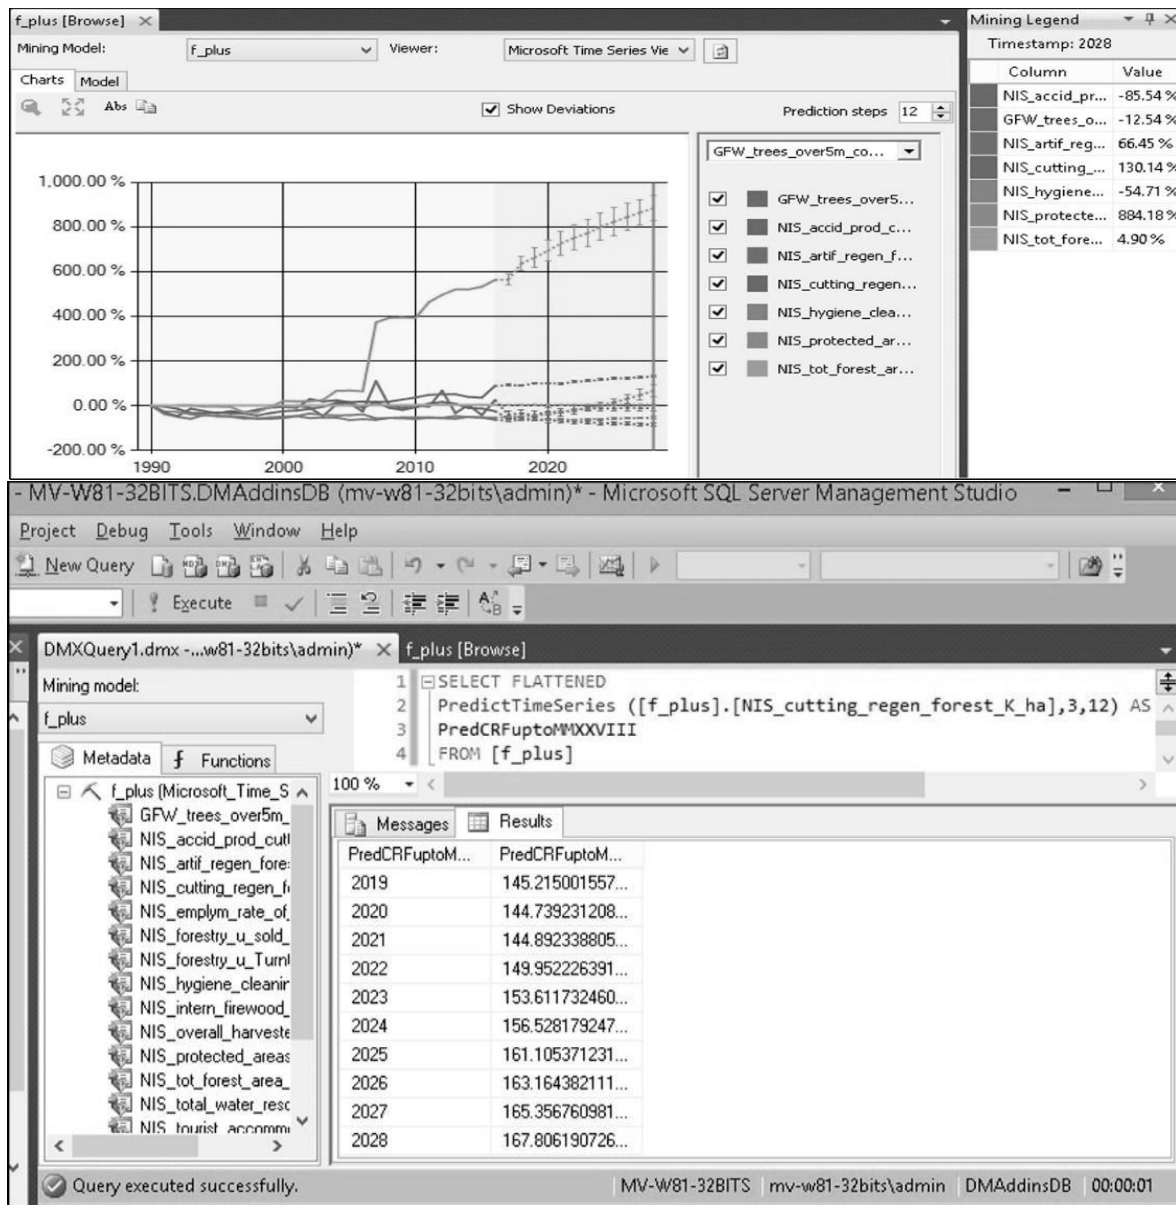 f_plus [Browse]
Mining Model: f_plus Viewer: Microsoft Time Series Vie
Charts Model
Abs Show Deviations Prediction steps 12
GFW_trees_over5m_co...
1,000.00 %
800.00 %
600.00 %
400.00 %
200.00 %
0.00 %
-200.00 %
1990 2000 2010 2020
GFW_trees_over5...
NIS_accid_prod_c...
NIS_artif_regen_f...
NIS_cutting_regen...
NIS_hygiene_clea...
NIS_protected_ar...
NIS_tot_forest_ar...
Mining Legend
Timestamp: 2028
Column Value
NIS_accid_pr... -85.54 %
GFW_trees_o... -12.54 %
NIS_artif_reg... 66.45 %
NIS_cutting_... 130.14 %
NIS_hygiene... -54.71 %
NIS_protecte... 884.18 %
NIS_tot_fore... 4.90 %
- MV-W81-32BITS.DMAddinsDB (mv-w81-32bits\admin)* - Microsoft SQL Server Management Studio
Project Debug Tools Window Help
New Query
Execute
DMXQuery1.dmx -...w81-32bits\admin)* f_plus [Browse]
Mining model:
f_plus
Metadata Functions
f_plus (Microsoft_Time_S
GFW_trees_over5m_
NIS_accid_prod_cutt
NIS_artif_regen_fore:
NIS_cutting_regen_f
NIS_emplym_rate_of_
NIS_forestry_u_sold_
NIS_forestry_u_Turn
NIS_hygiene_cleanir
NIS_intern_firewood_
NIS_overall_harveste
NIS_protected_areas
NIS_tot_forest_area_
NIS_total_water_resc
NIS_tourist_accomm
1 SELECT FLATTENED
2 PredictTimeSeries ([f_plus].[NIS_cutting_regen_forest_K_ha],3,12) AS
3 PredCRFuptoMMXXVIII
4 FROM [f_plus]
100 %
Messages Results
PredCRFuptoM... PredCRFuptoM...
2019 145.215001557...
2020 144.739231208...
2021 144.892338805...
2022 149.952226391...
2023 153.611732460...
2024 156.528179247...
2025 161.105371231...
2026 163.164382111...
2027 165.356760981...
2028 167.806190726...
Query executed successfully. MV-W81-32BITS mv-w81-32bits\admin DMAddinsDB 00:00:01